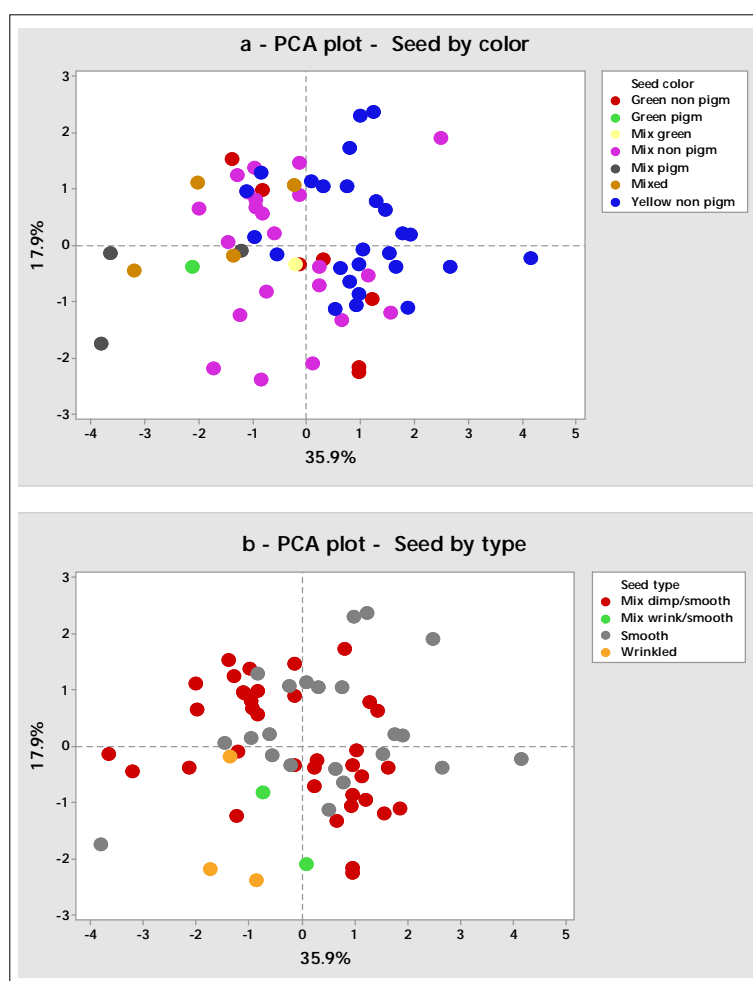 a - PCA plot - Seed by color
3
2
1
0
-1
-2
-3
17.9%
-4 -3 -2 -1 0 1 2 3 4 5
35.9%
Seed color
Green non pigm
Green pigm
Mix green
Mix non pigm
Mix pigm
Mixed
Yellow non pigm
b - PCA plot - Seed by type
3
2
1
0
-1
-2
-3
17.9%
-4 -3 -2 -1 0 1 2 3 4 5
35.9%
Seed type
Mix dimp/smooth
Mix wrink/smooth
Smooth
Wrinkled